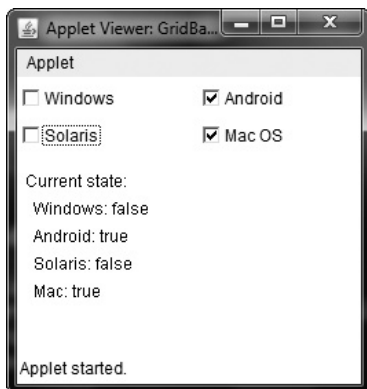 Applet Viewer: GridBa...
Applet
Windows Android
Solaris Mac OS
Current state:
Windows: false
Android: true
Solaris: false
Mac: true
Applet started.